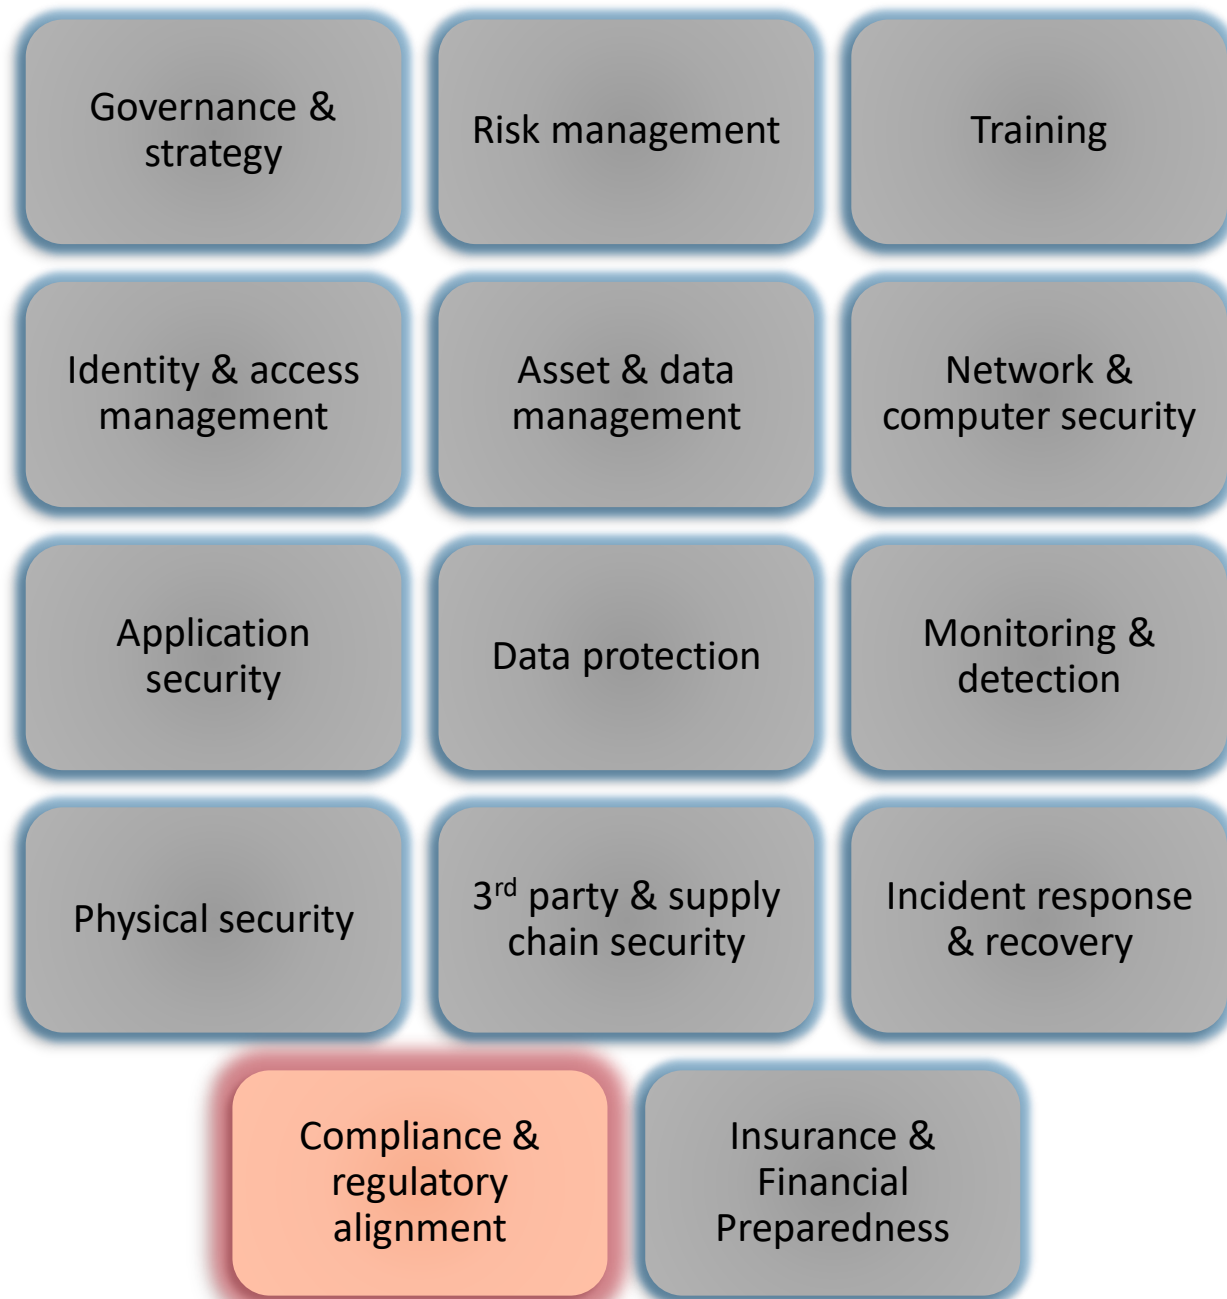 Governance &
strategy
Risk management
Training
Identity & access
management
Asset & data
management
Network &
computer security
Application
security
Data protection
Monitoring &
detection
Physical security
3rd party & supply
chain security
Incident response
& recovery
Compliance &
regulatory
alignment
Insurance &
Financial
Preparedness